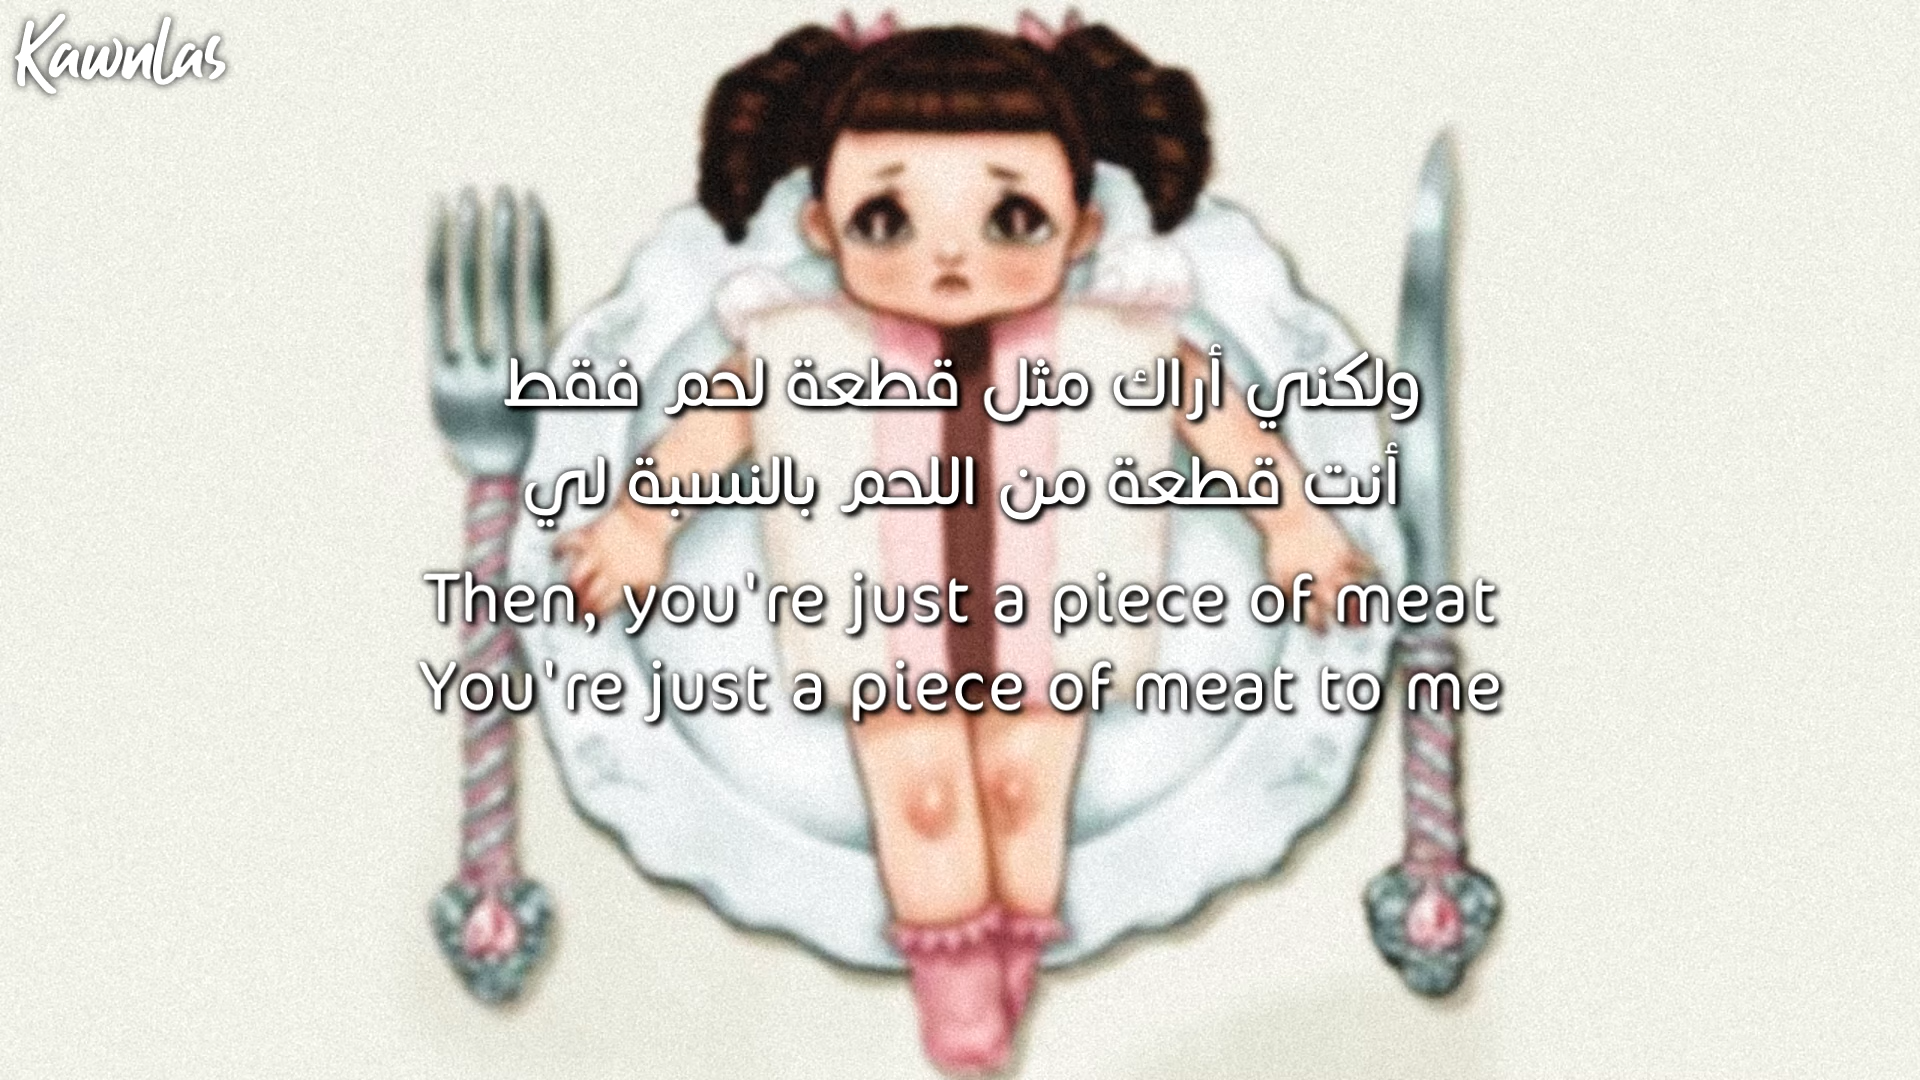 Kawnlas
ولكني أراك مثل قطعة لحم فقط
أنت قطعة من اللحم بالنسبة لي
Then, you're just a piece of meat
You're just a piece of meat to me